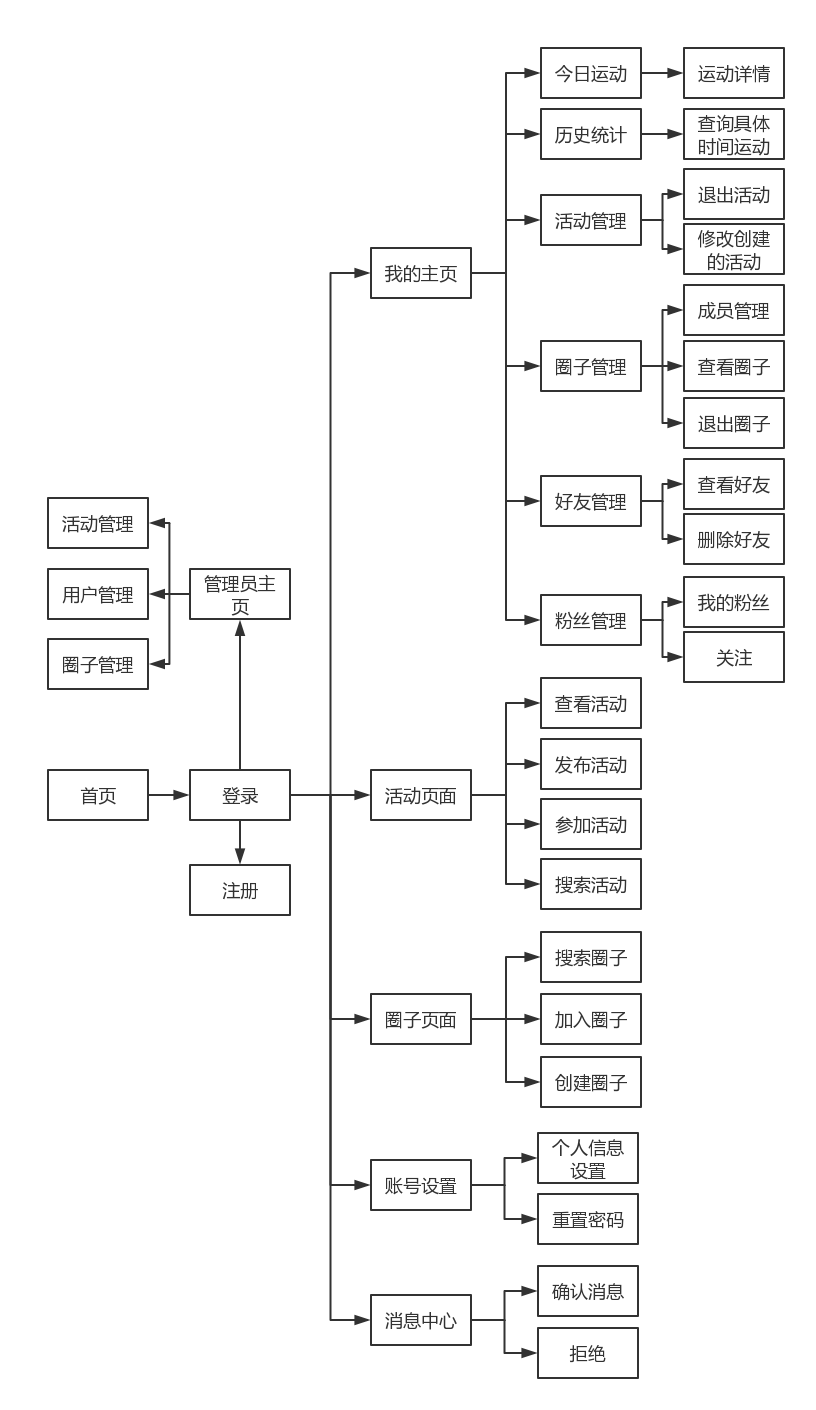 今日运动
运动详情
历史统计
查询具体
时间运动
活动管理
退出活动
修改创建
的活动
我的主页
圈子管理
成员管理
查看圈子
退出圈子
好友管理
查看好友
删除好友
粉丝管理
我的粉丝
关注
活动管理
用户管理
圈子管理
管理员主
页
首页
登录
注册
活动页面
查看活动
发布活动
参加活动
搜索活动
圈子页面
搜索圈子
加入圈子
创建圈子
账号设置
个人信息
设置
重置密码
消息中心
确认消息
拒绝